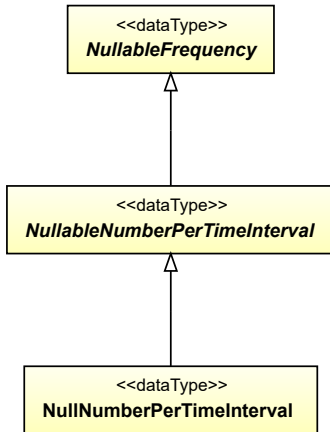 <<dataType>>
NullableFrequency
<<dataType>>
NullableNumberPerTimeInterval
<<dataType>>
NullNumberPerTimeInterval